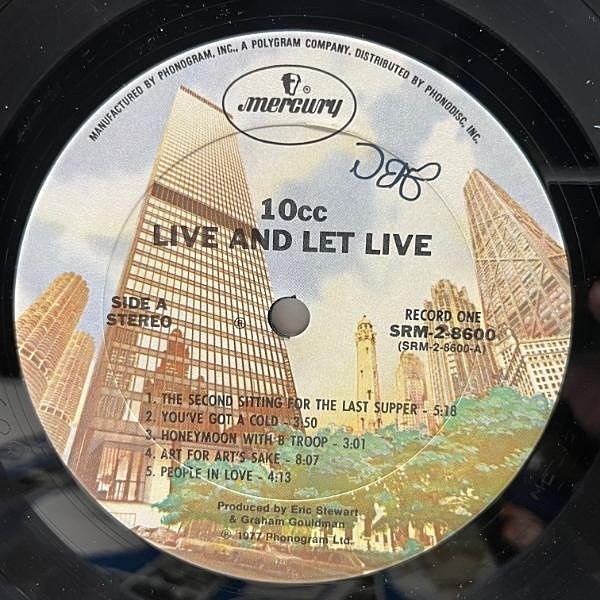 MANUFACTURED BY PHONOGRAM, INC., A POLYGRAM COMPANY. DISTRIBUTED BY PHONODISC, INC.
mercury ®
10cc
LIVE AND LET LIVE
SIDE A
STEREO
℗
RECORD ONE
SRM-2-8600
(SRM-2-8600-A)
1. THE SECOND SITTING FOR THE LAST SUPPER - 5:18
2. YOU'VE GOT A COLD - 3:50
3. HONEYMOON WITH B TROOP - 3:01
4. ART FOR ART'S SAKE - 8:07
5. PEOPLE IN LOVE - 4:13
Produced by Eric Stewart
& Graham Gouldman
℗ 1977 Phonogram Ltd.